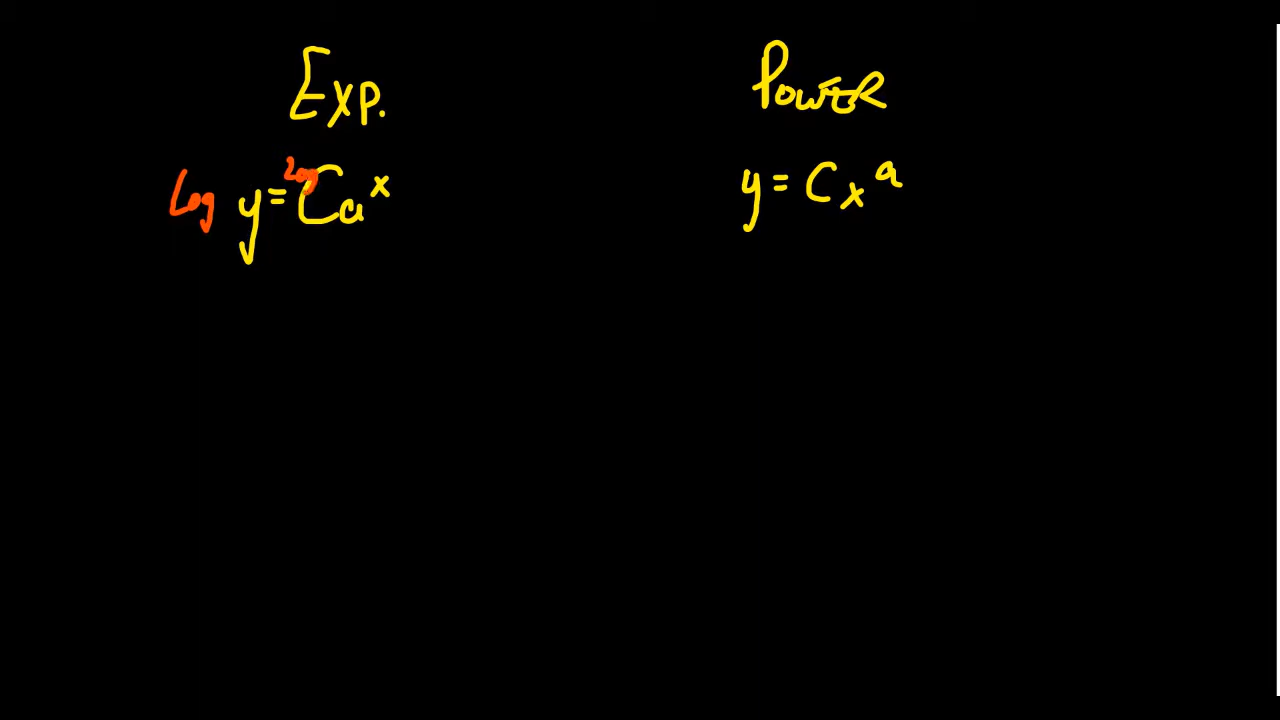 Exp. POWER
log y = log Ca^x y = Cx^a